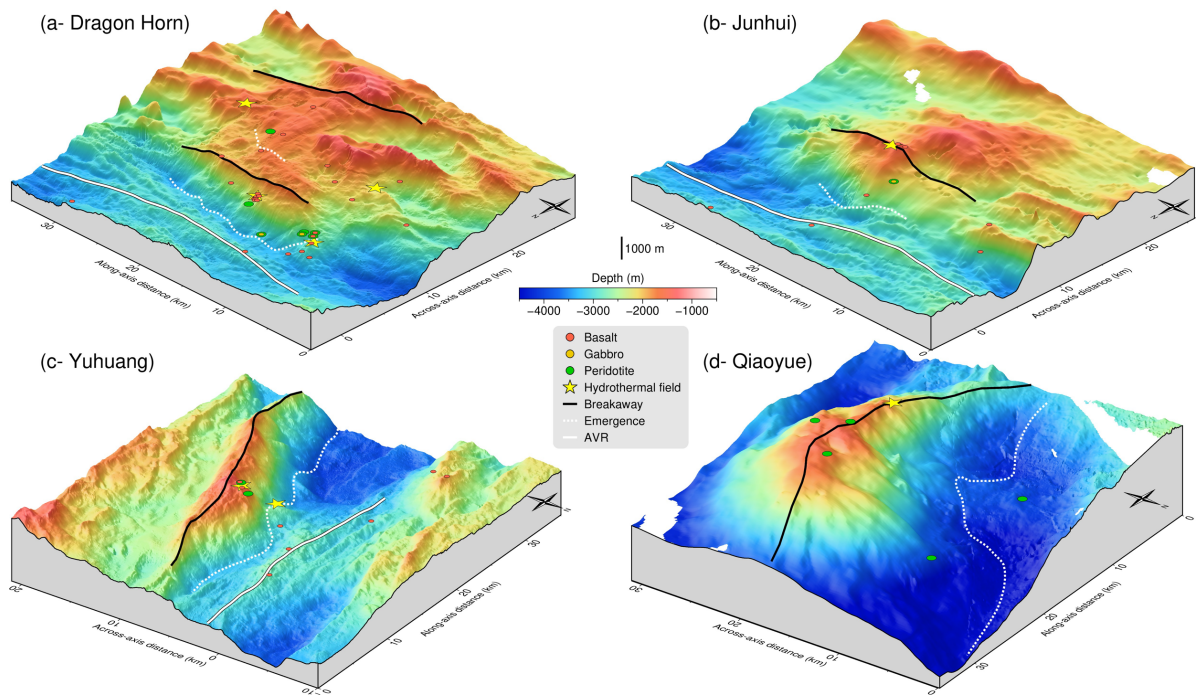 (a- Dragon Horn)
(b- Junhui)
30
20
10
0
Along-axis distance (km)
0
10
20
Across-axis distance (km)
N
30
20
10
0
Along-axis distance (km)
0
10
20
Across-axis distance (km)
N
1000 m
Depth (m)
−4000 −3000 −2000 −1000
Basalt
Gabbro
Peridotite
Hydrothermal field
Breakaway
Emergence
AVR
(c- Yuhuang)
(d- Qiaoyue)
20
10
0
−10
Across-axis distance (km)
0
10
20
30
Along-axis distance (km)
N
30
20
10
0
Across-axis distance (km)
30
20
10
0
Along-axis distance (km)
N